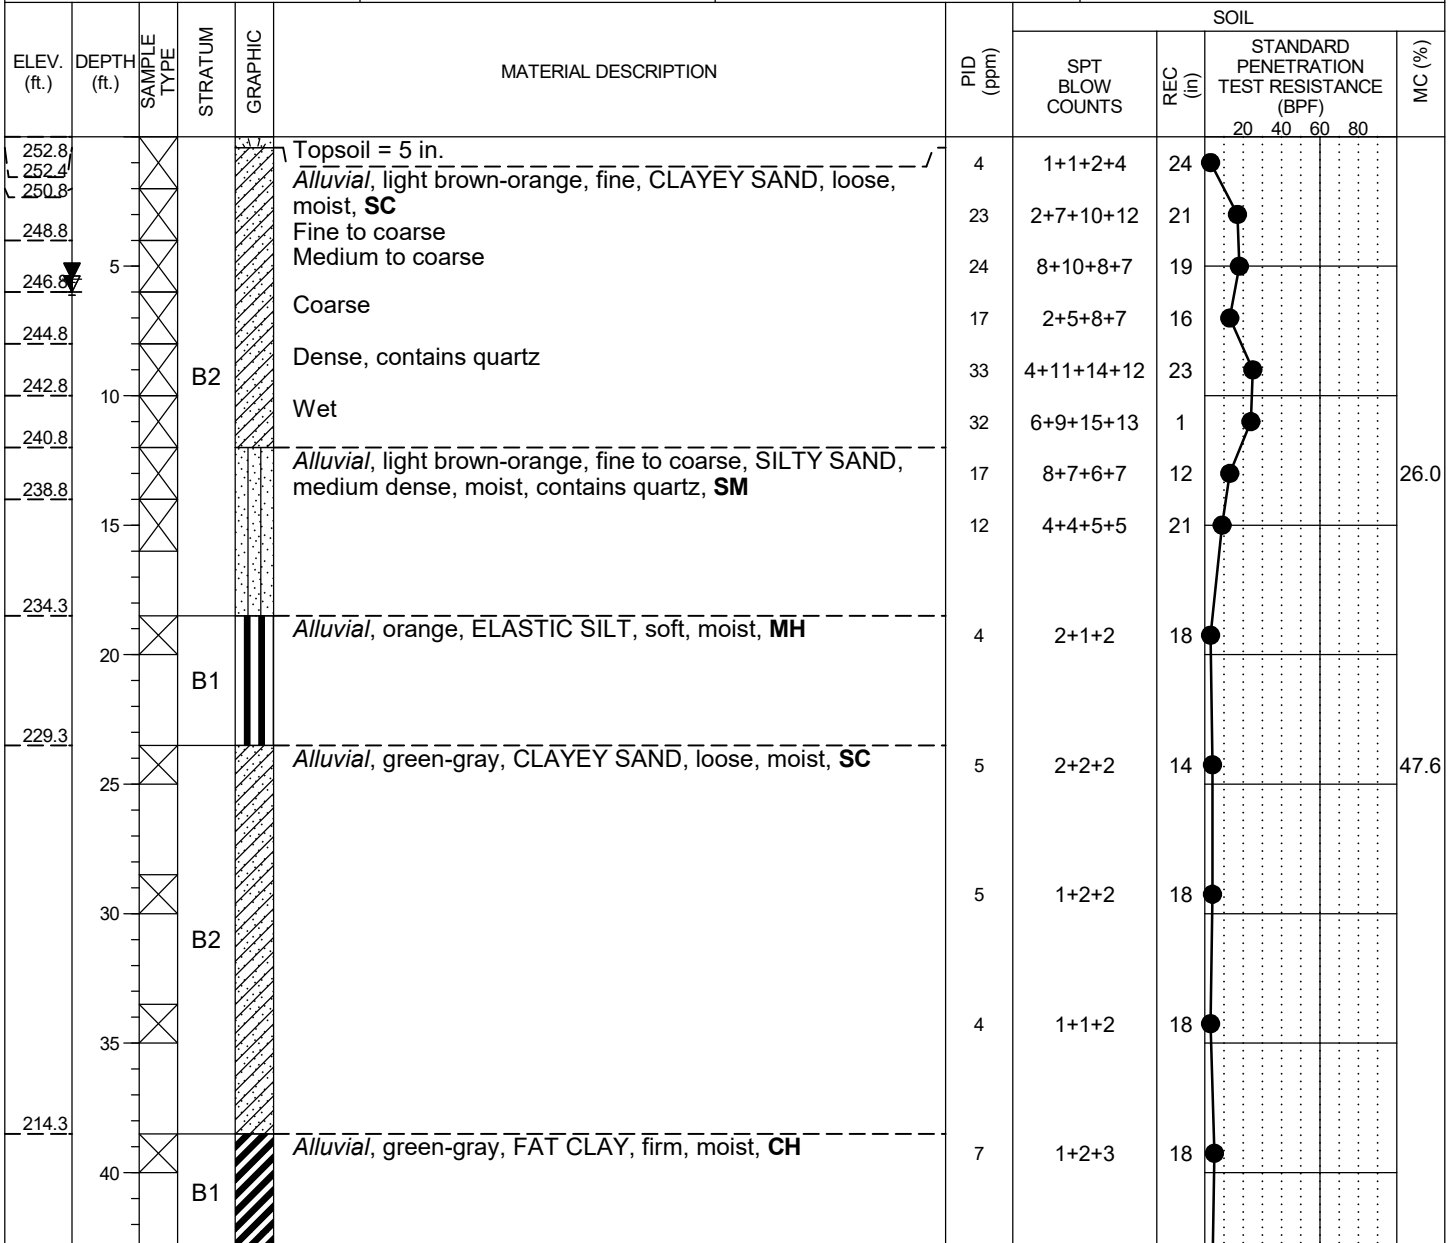 SOIL
ELEV. (ft.)
DEPTH (ft.)
SAMPLE TYPE
STRATUM
GRAPHIC
MATERIAL DESCRIPTION
PID (ppm)
SPT BLOW COUNTS
REC (in)
STANDARD PENETRATION TEST RESISTANCE (BPF)
20 40 60 80
MC (%)
252.8
Topsoil = 5 in.
4 1+1+2+4 24
252.4
Alluvial, light brown-orange, fine, CLAYEY SAND, loose,
250.8
moist, SC
23 2+7+10+12 21
248.8
Fine to coarse
Medium to coarse
5
24 8+10+8+7 19
246.8
Coarse
17 2+5+8+7 16
244.8
Dense, contains quartz
33 4+11+14+12 23
B2
242.8
10
Wet
32 6+9+15+13 1
240.8
Alluvial, light brown-orange, fine to coarse, SILTY SAND,
17 8+7+6+7 12 26.0
medium dense, moist, contains quartz, SM
238.8
15
12 4+4+5+5 21
234.3
Alluvial, orange, ELASTIC SILT, soft, moist, MH
4 2+1+2 18
20
B1
229.3
Alluvial, green-gray, CLAYEY SAND, loose, moist, SC
5 2+2+2 14 47.6
25
5 1+2+2 18
30
B2
4 1+1+2 18
35
214.3
Alluvial, green-gray, FAT CLAY, firm, moist, CH
7 1+2+3 18
40
B1